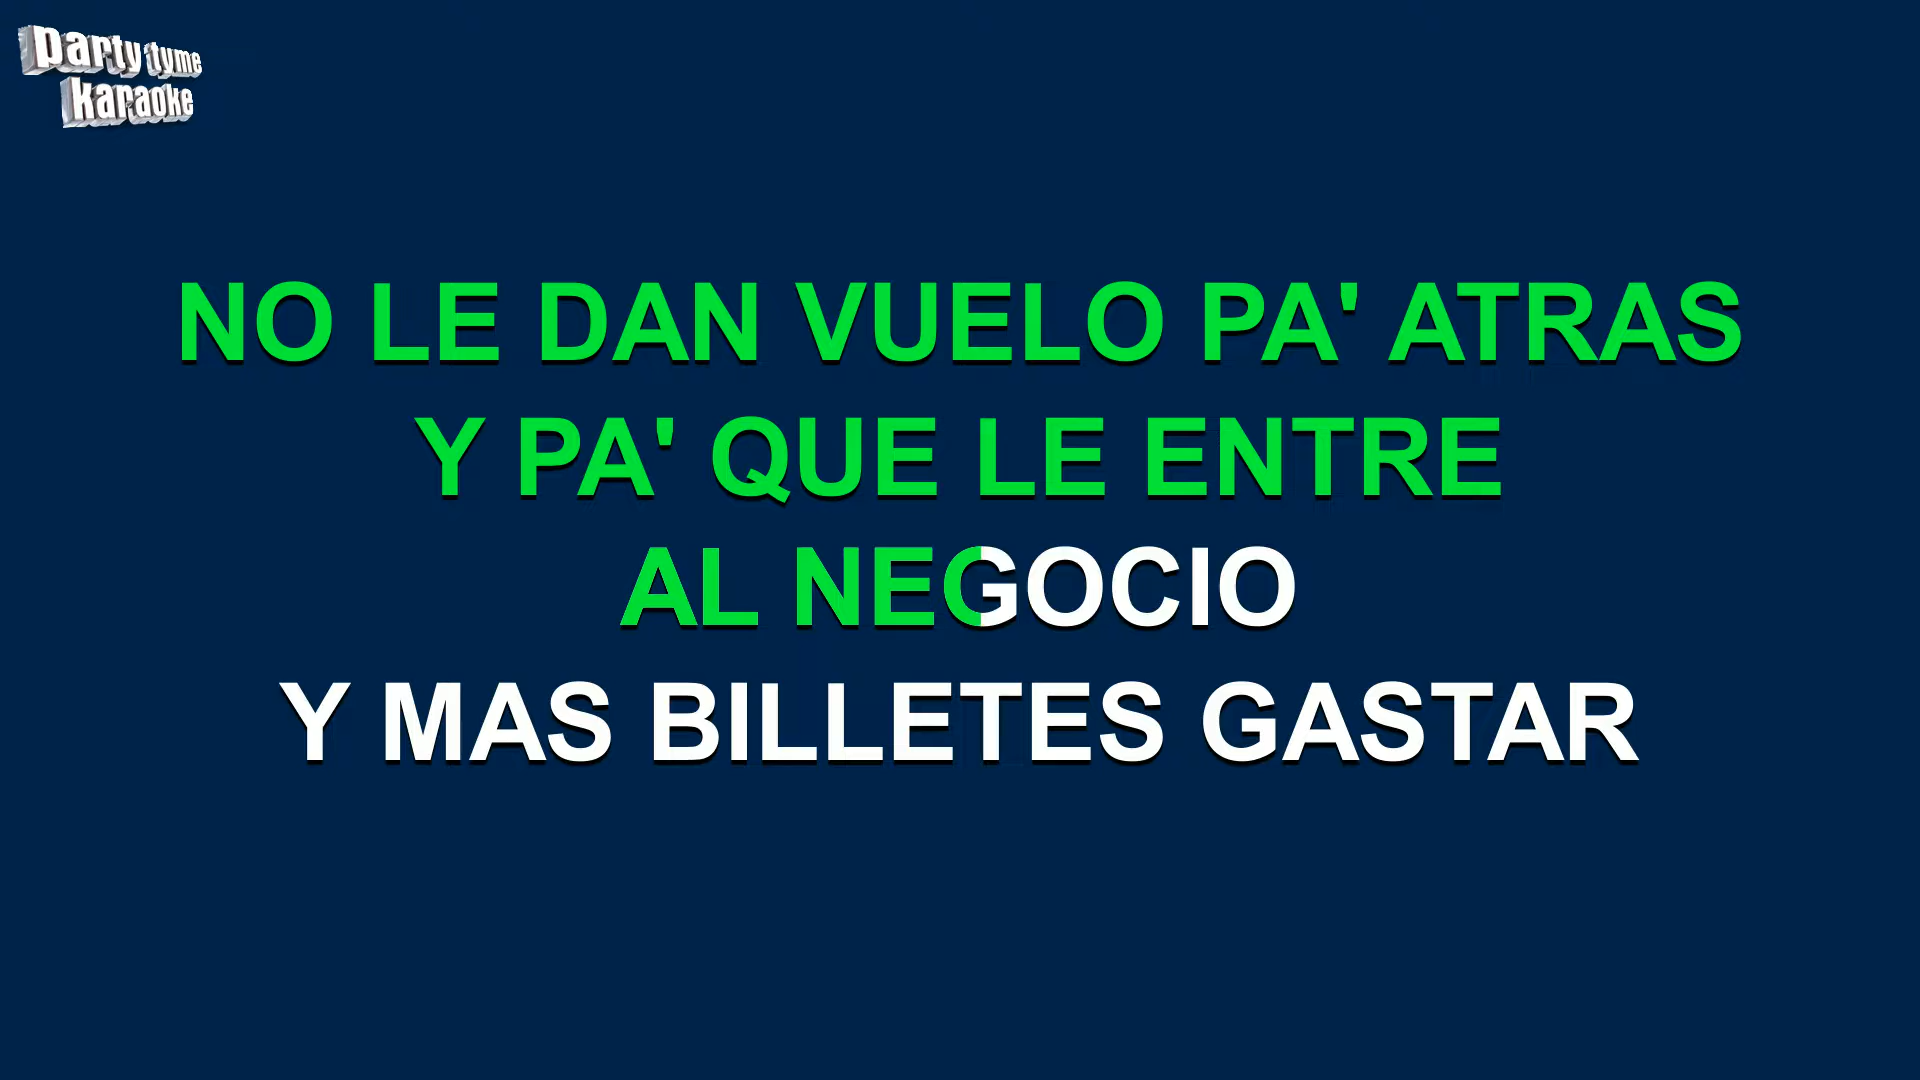 party tyme
karaoke
NO LE DAN VUELO PA' ATRAS
Y PA' QUE LE ENTRE
AL NEGOCIO
Y MAS BILLETES GASTAR